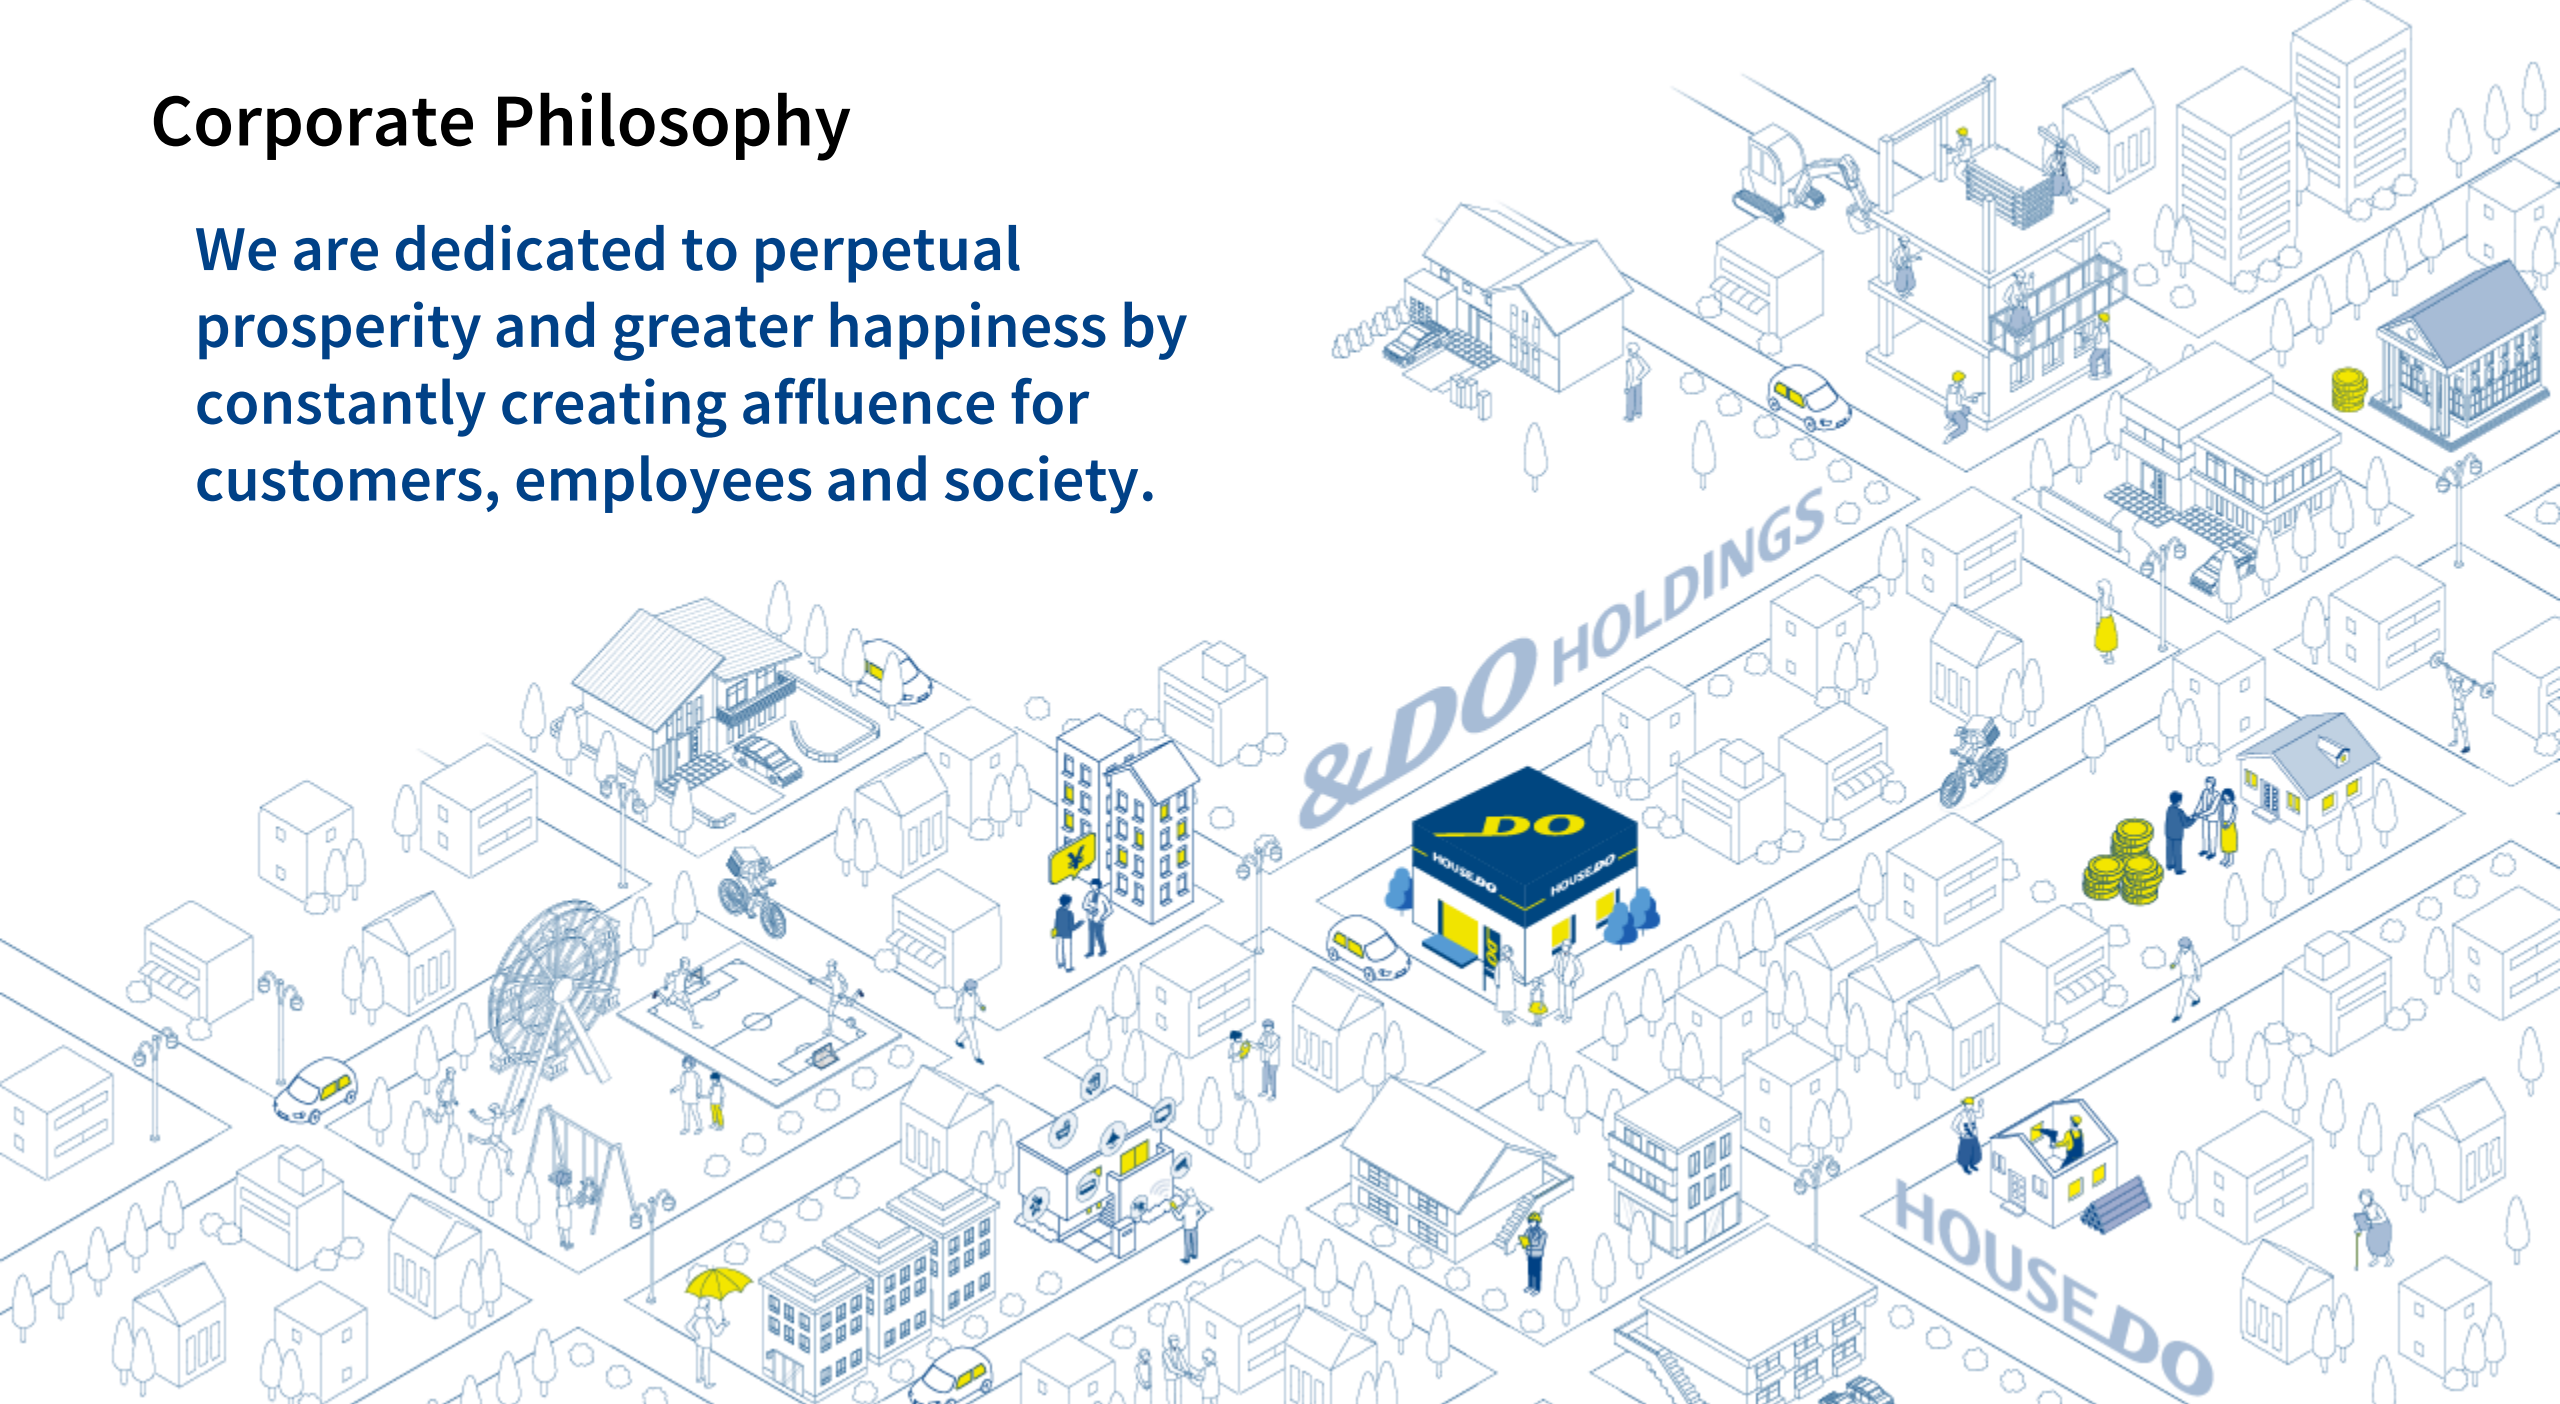 Corporate Philosophy
We are dedicated to perpetual
prosperity and greater happiness by
constantly creating affluence for
customers, employees and society.
&DO HOLDINGS
DO
HOUSEDO
HOUSEDO
DO
¥
HOUSEDO